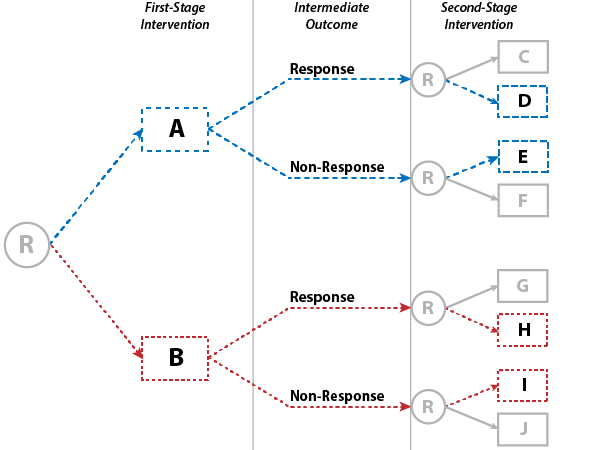 First-Stage
Intervention
Intermediate
Outcome
Second-Stage
Intervention
Response
R
C
D
A
Non-Response
R
E
F
R
Response
R
G
H
B
Non-Response
R
I
J